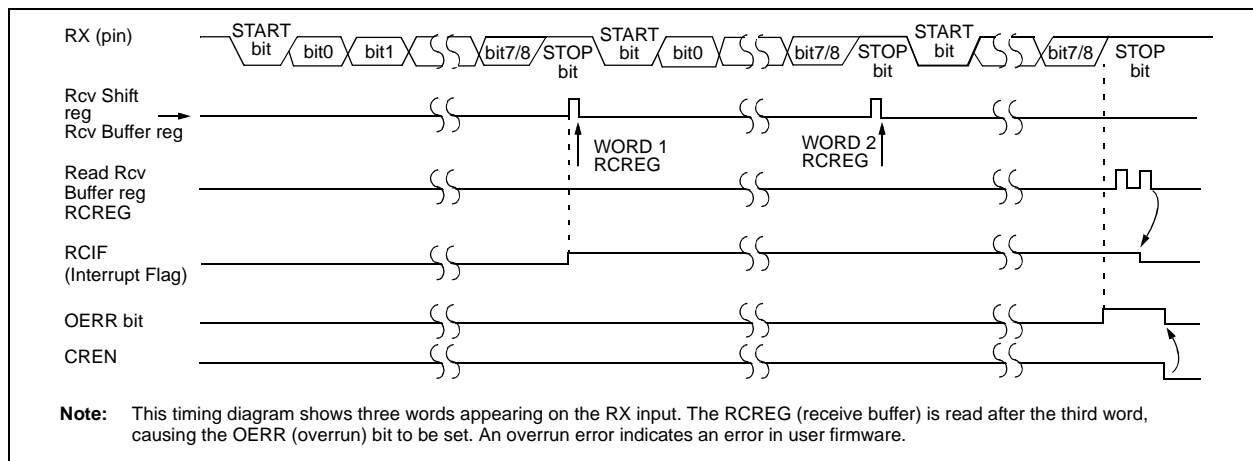 RX (pin)
START
bit
bit0
bit1
bit7/8
STOP
bit
START
bit
bit0
bit7/8
STOP
bit
START
bit
bit7/8
STOP
bit
Rcv Shift
reg
Rcv Buffer reg
WORD 1
RCREG
WORD 2
RCREG
Read Rcv
Buffer reg
RCREG
RCIF
(Interrupt Flag)
OERR bit
CREN
Note: This timing diagram shows three words appearing on the RX input. The RCREG (receive buffer) is read after the third word,
causing the OERR (overrun) bit to be set. An overrun error indicates an error in user firmware.